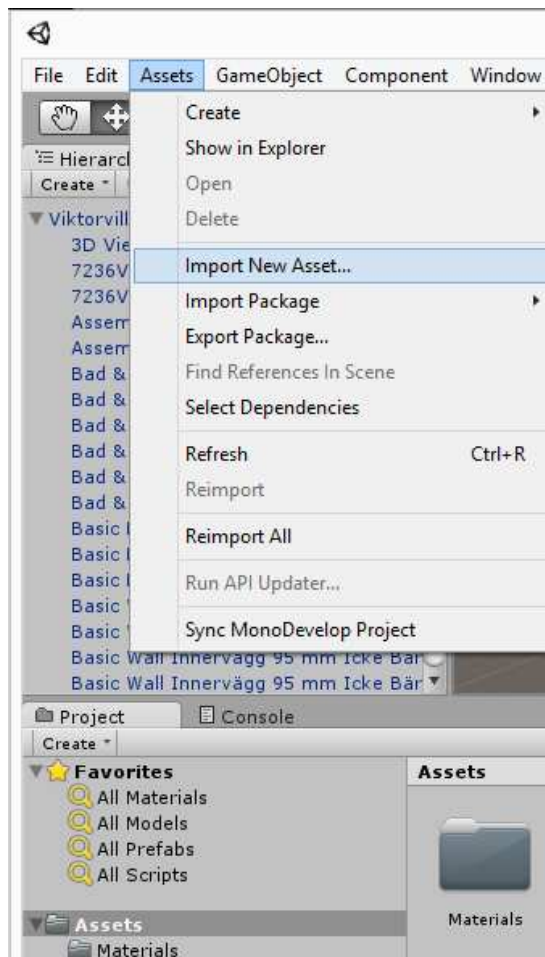 File Edit Assets GameObject Component Window
Create
Show in Explorer
Open
Delete
Import New Asset...
Import Package
Export Package...
Find References In Scene
Select Dependencies
Refresh Ctrl+R
Reimport
Reimport All
Run API Updater...
Sync MonoDevelop Project
Hierarc
Create
Viktorvill
3D Vie
7236V
7236V
Assem
Assem
Bad &
Bad &
Bad &
Bad &
Bad &
Bad &
Basic
Basic
Basic
Basic
Basic
Basic Wall Innervägg 95 mm Icke Bär
Basic Wall Innervägg 95 mm Icke Bär
Project Console
Create
Favorites
All Materials
All Models
All Prefabs
All Scripts
Assets
Materials
Assets
Materials